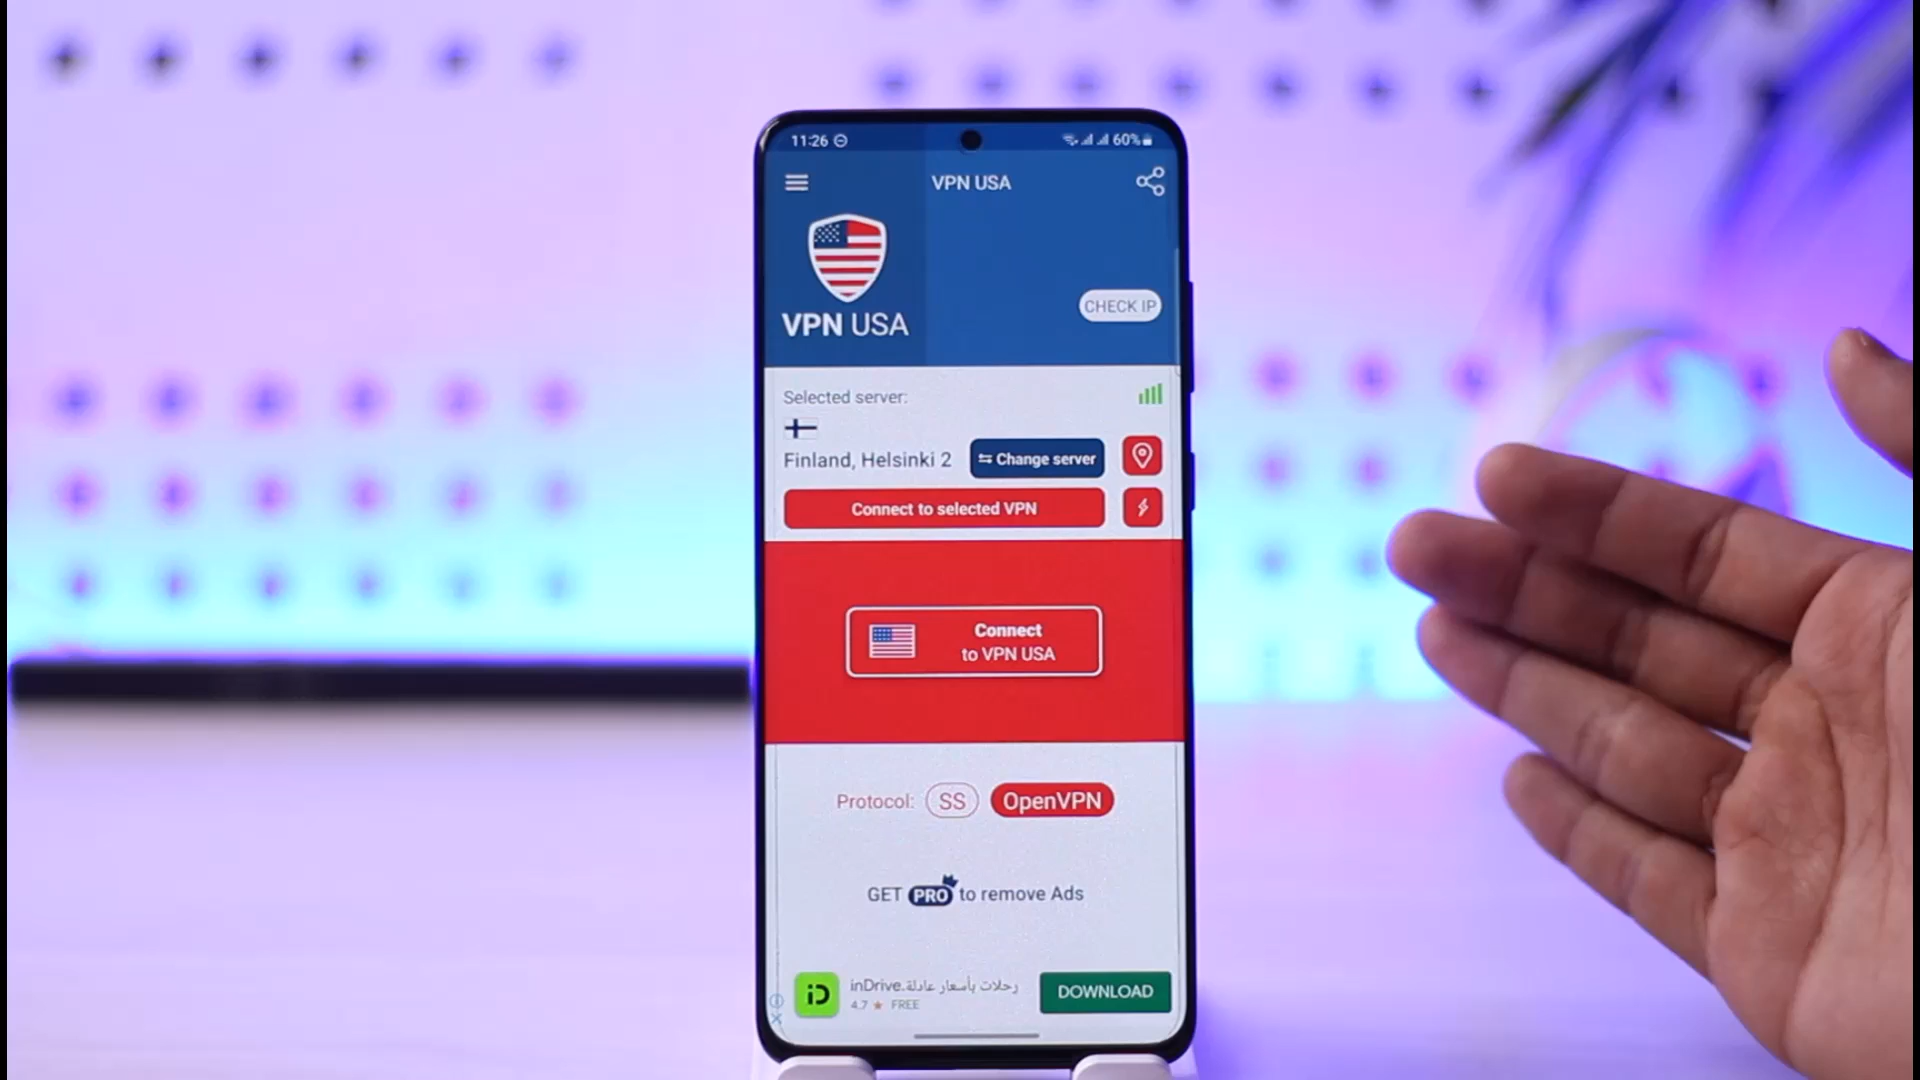 11:26
60%
VPN USA
VPN USA
CHECK IP
Selected server:
Finland, Helsinki 2
Change server
Connect to selected VPN
Connect
to VPN USA
Protocol: SS OpenVPN
GET PRO to remove Ads
iD
inDrive. رحلات بأسعار عادلة
4.7 ★ FREE
DOWNLOAD